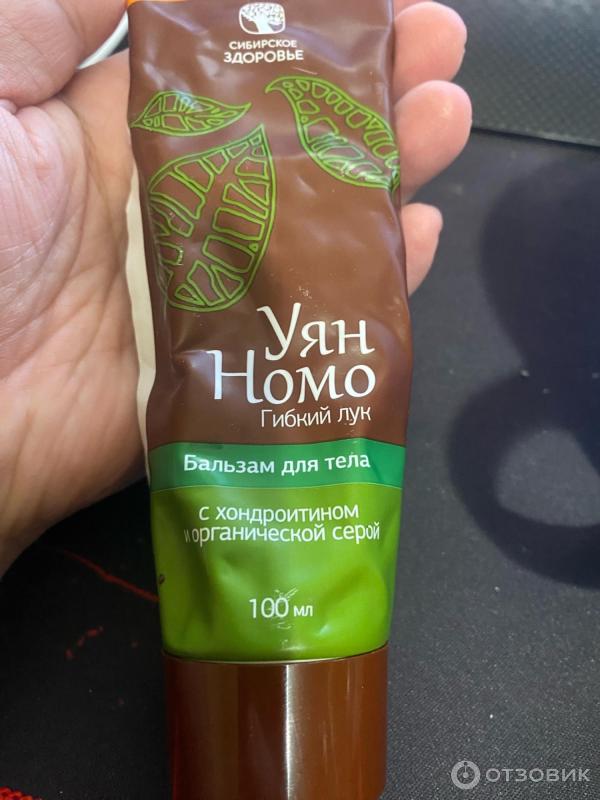 СИБИРСКОЕ
ЗДОРОВЬЕ
Уян
Номо
Гибкий лук
Бальзам для тела
с хондроитином
и органической серой
100 мл
ОТЗОВИК